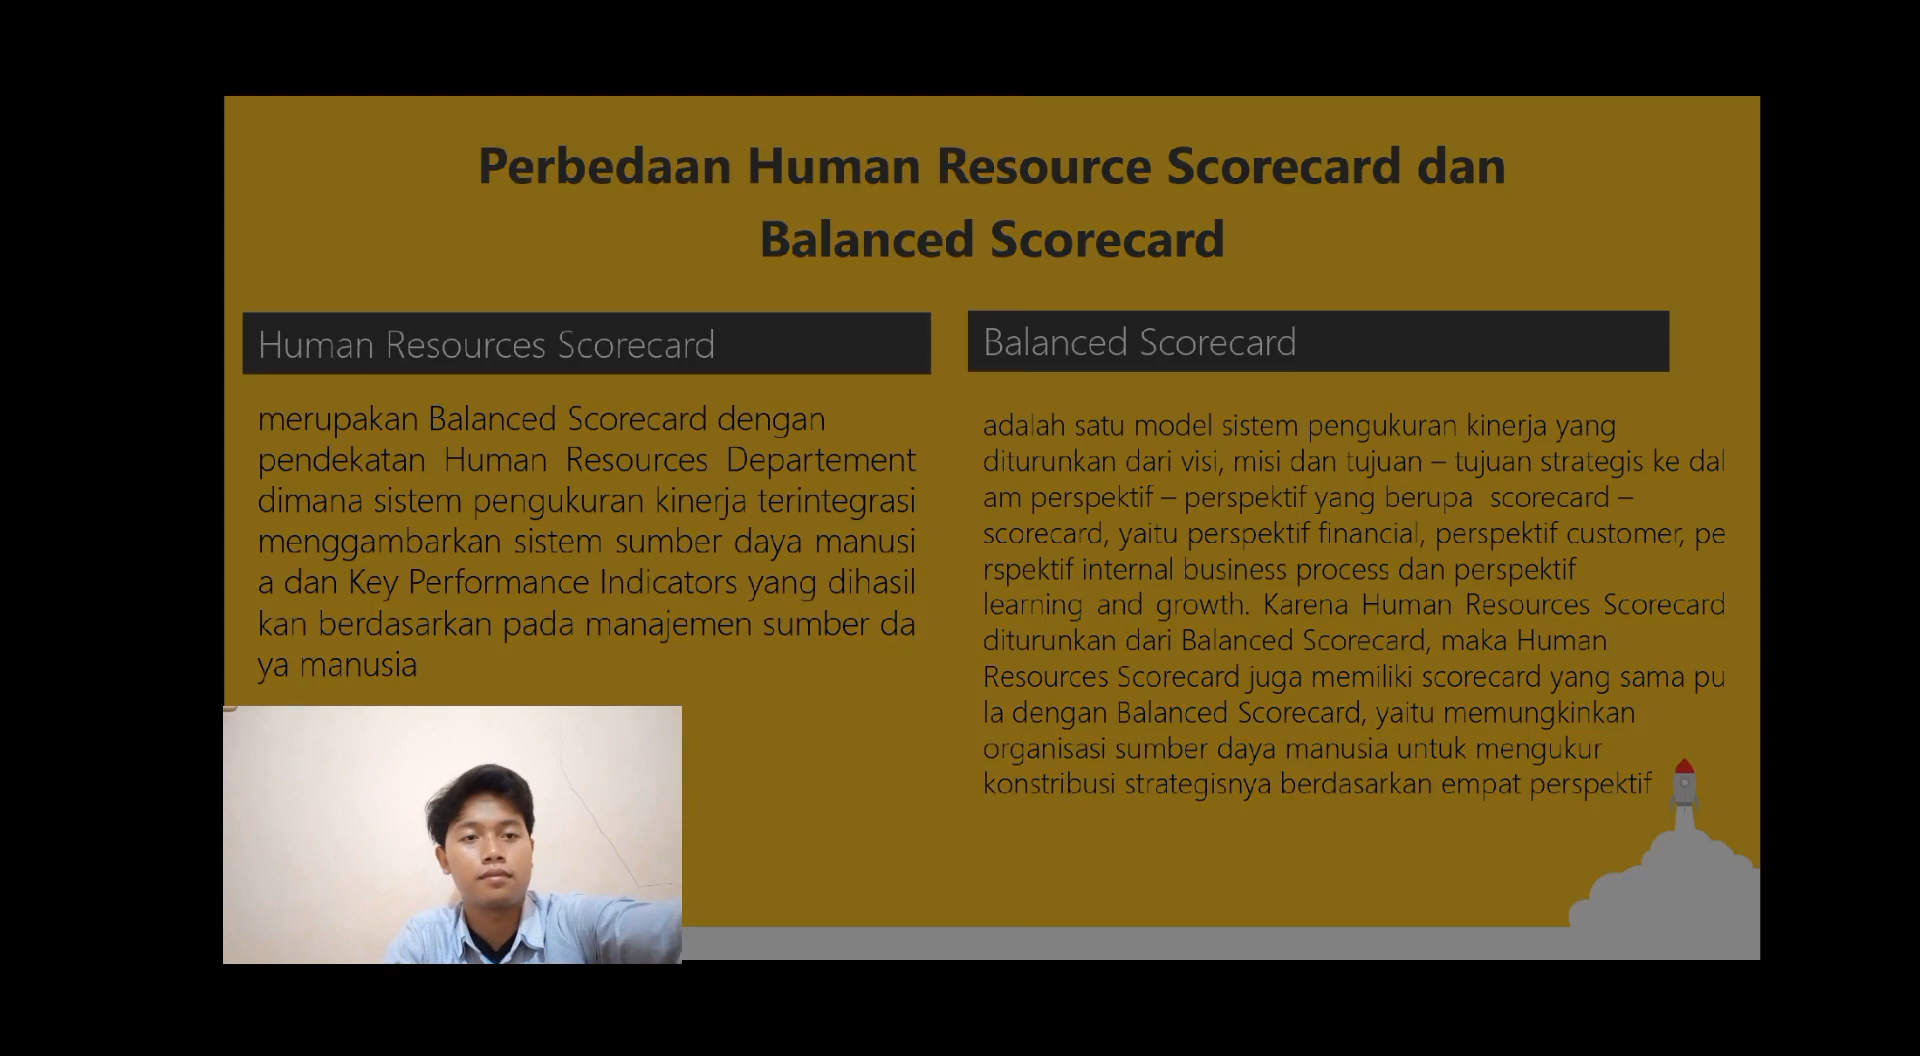 Perbedaan Human Resource Scorecard dan
Balanced Scorecard
Human Resources Scorecard
merupakan Balanced Scorecard dengan
pendekatan Human Resources Departement
dimana sistem pengukuran kinerja terintegrasi
menggambarkan sistem sumber daya manusi
a dan Key Performance Indicators yang dihasil
kan berdasarkan pada manajemen sumber da
ya manusia
Balanced Scorecard
adalah satu model sistem pengukuran kinerja yang
diturunkan dari visi, misi dan tujuan – tujuan strategis ke dal
am perspektif – perspektif yang berupa  scorecard –
scorecard, yaitu perspektif financial, perspektif customer, pe
rspektif internal business process dan perspektif
learning and growth. Karena Human Resources Scorecard
diturunkan dari Balanced Scorecard, maka Human
Resources Scorecard juga memiliki scorecard yang sama pu
la dengan Balanced Scorecard, yaitu memungkinkan
organisasi sumber daya manusia untuk mengukur
konstribusi strategisnya berdasarkan empat perspektif